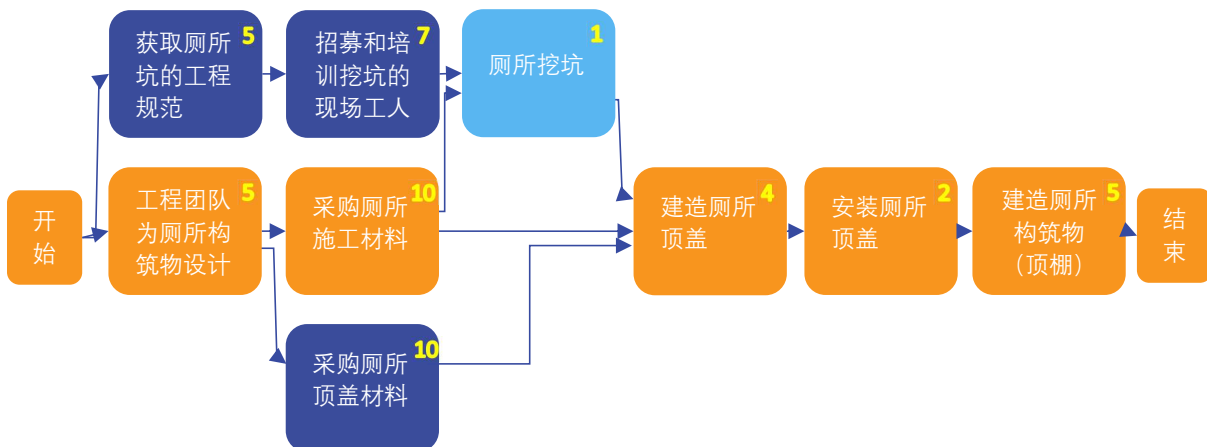 获取厕所
坑的工程
规范
5
招募和培
训挖坑的
现场工人
7
厕所挖坑
1
开
始
工程团队
为厕所构
筑物设计
5
采购厕所
施工材料
10
建造厕所
顶盖
4
安装厕所
顶盖
2
建造厕所
构筑物
（顶棚）
5
结
束
采购厕所
顶盖材料
10